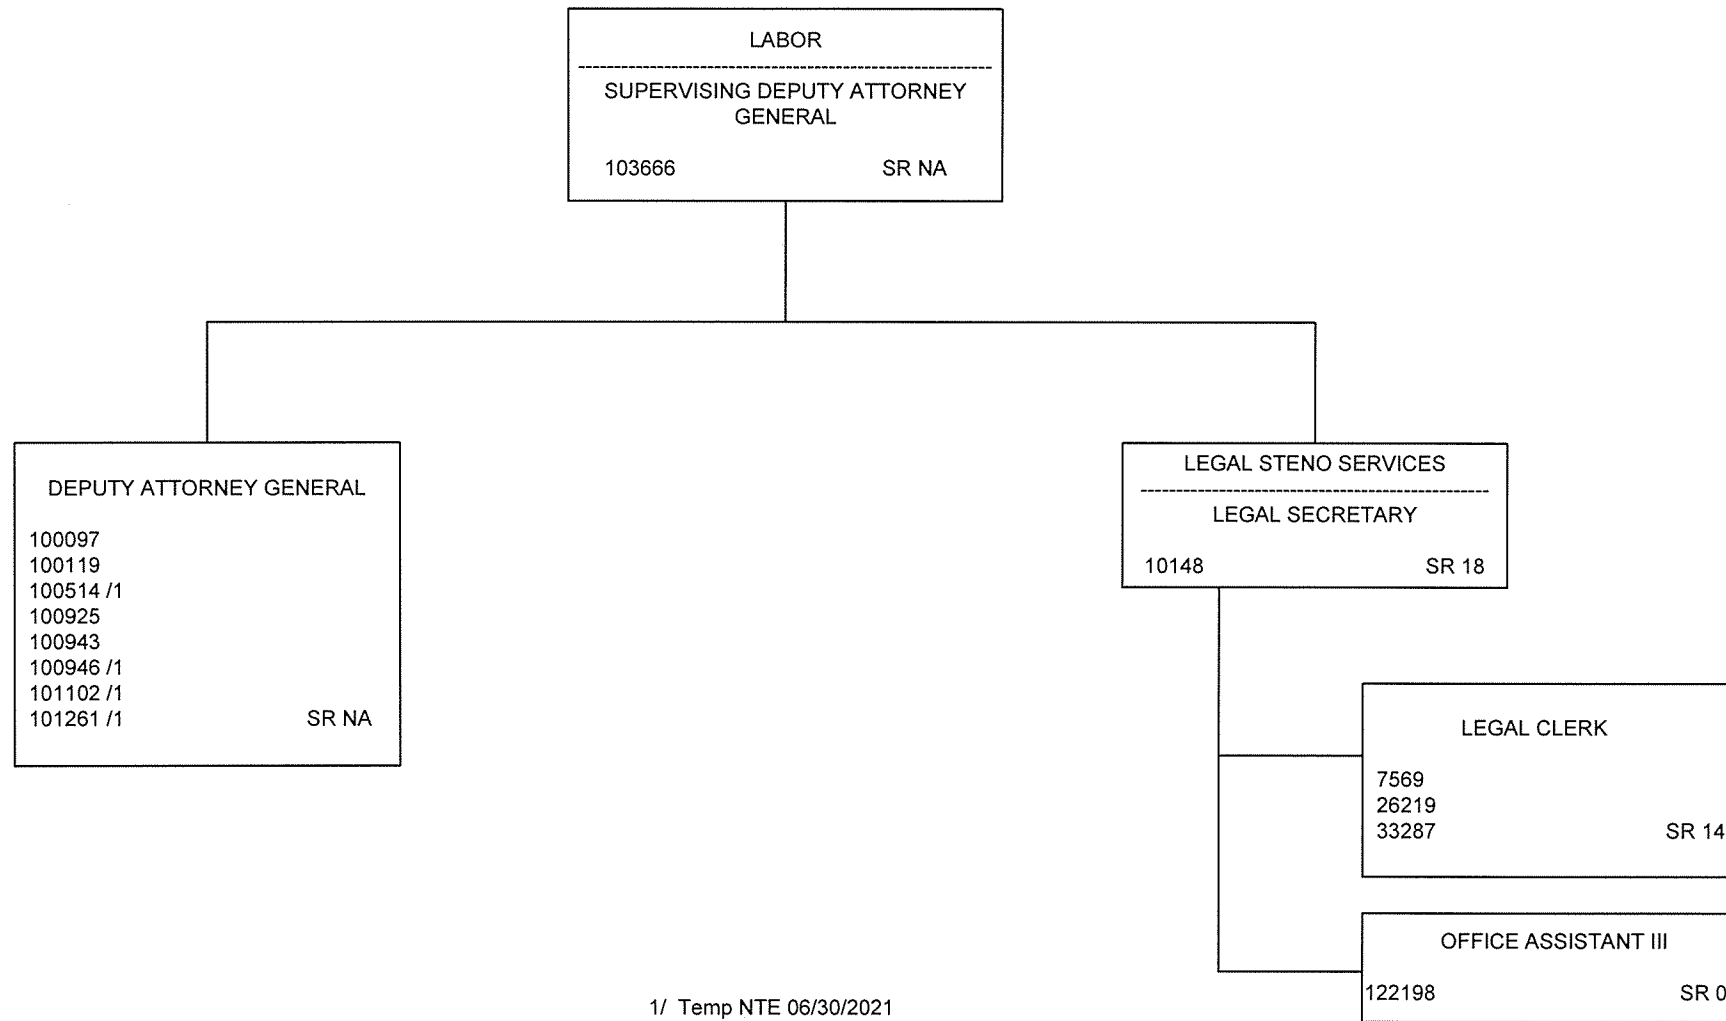 LABOR
SUPERVISING DEPUTY ATTORNEY
GENERAL
103666 SR NA
DEPUTY ATTORNEY GENERAL
100097
100119
100514 /1
100925
100943
100946 /1
101102 /1
101261 /1 SR NA
LEGAL STENO SERVICES
LEGAL SECRETARY
10148 SR 18
LEGAL CLERK
7569
26219
33287 SR 14
OFFICE ASSISTANT III
122198 SR 0
1/ Temp NTE 06/30/2021